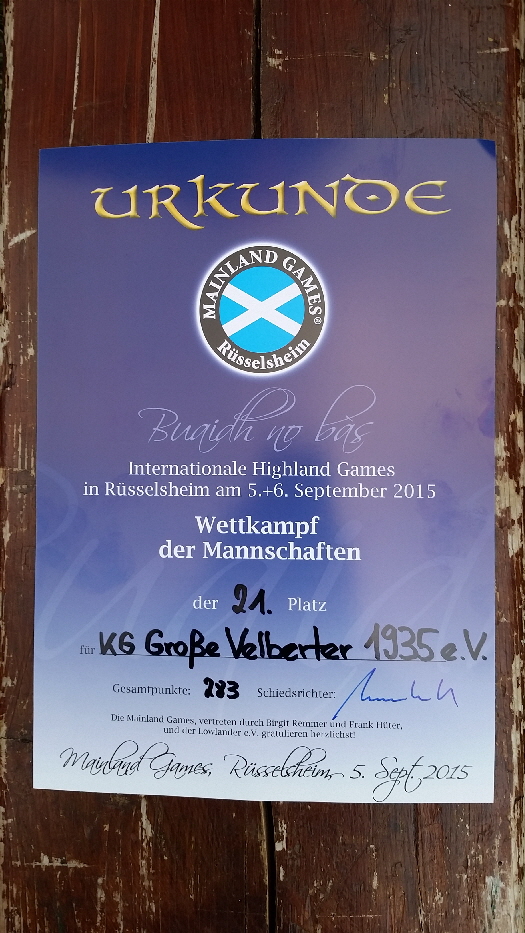 URKUNDE
MAINLAND GAMES®
Rüsselsheim
Buaidh no bàs
Internationale Highland Games
in Rüsselsheim am 5.+6. September 2015
Wettkampf
der Mannschaften
der 21. Platz
für KG Große Velberter 1935 e.V.
Gesamtpunkte: 283 Schiedsrichter:
Die Mainland Games, vertreten durch Birgit Remmer und Frank Hüter,
und der Lowlander e.V. gratulieren herzlichst!
Mainland Games, Rüsselsheim, 5. Sept. 2015